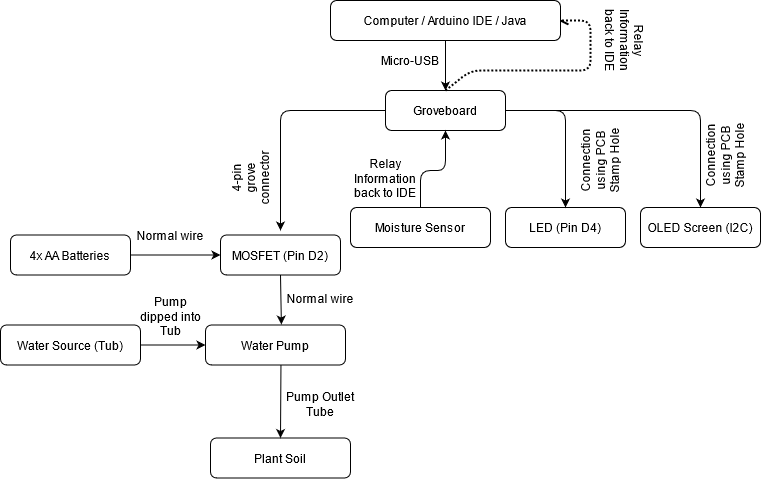 Computer / Arduino IDE / Java
Relay
Information
back to IDE
Micro-USB
Groveboard
4-pin
grove
connector
Relay
Information
back to IDE
Connection
using PCB
Stamp Hole
Connection
using PCB
Stamp Hole
Moisture Sensor
LED (Pin D4)
OLED Screen (I2C)
4x AA Batteries
Normal wire
MOSFET (Pin D2)
Normal wire
Water Source (Tub)
Pump
dipped into
Tub
Water Pump
Pump Outlet
Tube
Plant Soil